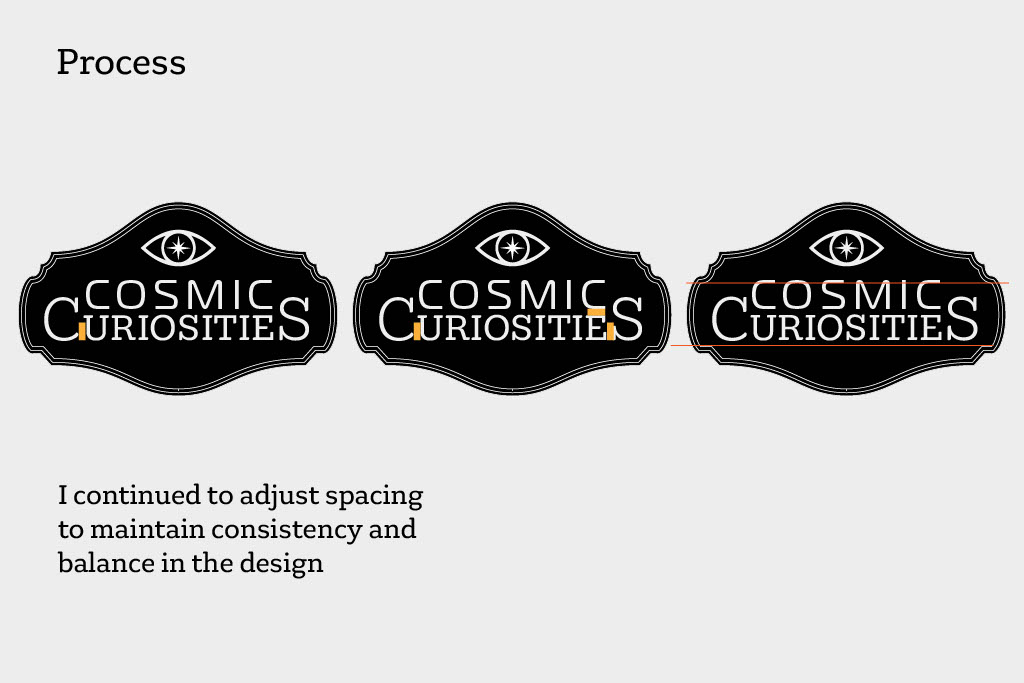 Process
COSMIC
CURIOSITIES
COSMIC
CURIOSITIES
COSMIC
CURIOSITIES
I continued to adjust spacing
to maintain consistency and
balance in the design